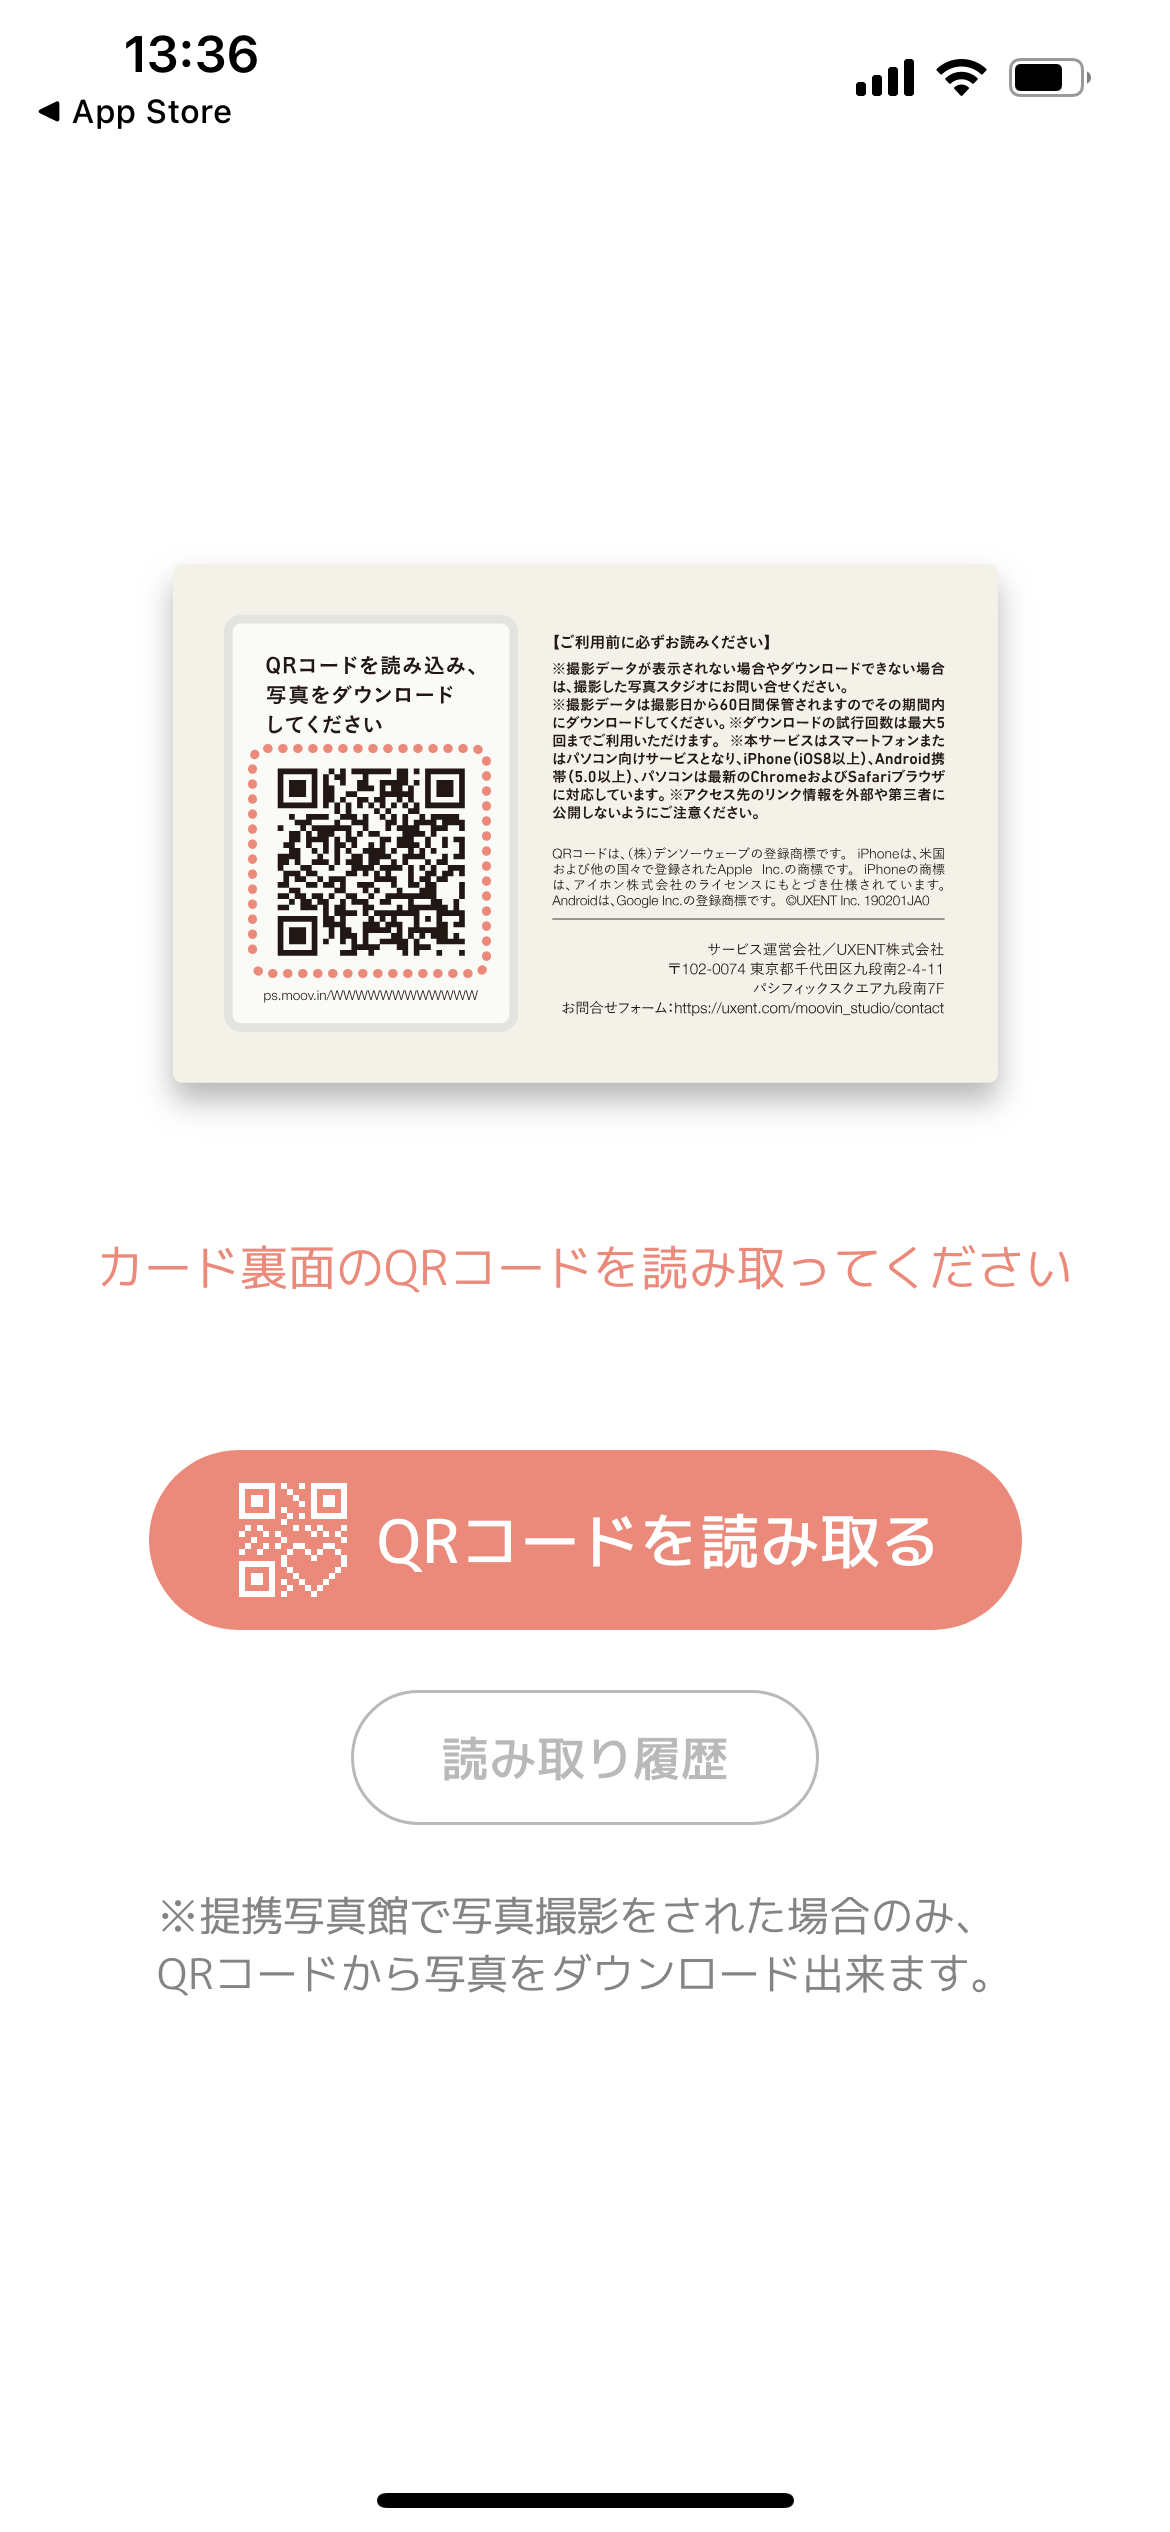 13:36
App Store
QRコードを読み込み、
写真をダウンロード
してください
ps.moov.in/WWWWWWWWWWWW
【ご利用前に必ずお読みください】
※撮影データが表示されない場合やダウンロードできない場合
は、撮影した写真スタジオにお問い合せください。
※撮影データは撮影日から60日間保管されますのでその期間内
にダウンロードしてください。※ダウンロードの試行回数は最大5
回までご利用いただけます。 ※本サービスはスマートフォンまた
はパソコン向けサービスとなり、iPhone(iOS8以上)、Android携
帯(5.0以上)、パソコンは最新のChromeおよびSafariブラウザ
に対応しています。※アクセス先のリンク情報を外部や第三者に
公開しないようにご注意ください。
QRコードは、(株)デンソーウェーブの登録商標です。 iPhoneは、米国
および他の国々で登録されたApple Inc.の商標です。 iPhoneの商標
は、アイホン株式会社のライセンスにもとづき仕様されています。
Androidは、Google Inc.の登録商標です。 ©UXENT Inc. 190201JA0
サービス運営会社／UXENT株式会社
〒102-0074 東京都千代田区九段南2-4-11
パシフィックスクエア九段南7F
お問合せフォーム:https://uxent.com/moovin_studio/contact
カード裏面のQRコードを読み取ってください
QRコードを読み取る
読み取り履歴
※提携写真館で写真撮影をされた場合のみ、
QRコードから写真をダウンロード出来ます。